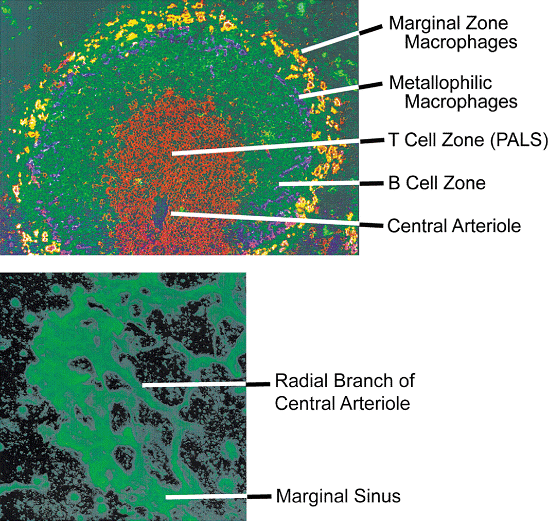 Marginal Zone
Macrophages
Metallophilic
Macrophages
T Cell Zone (PALS)
B Cell Zone
Central Arteriole
Radial Branch of
Central Arteriole
Marginal Sinus